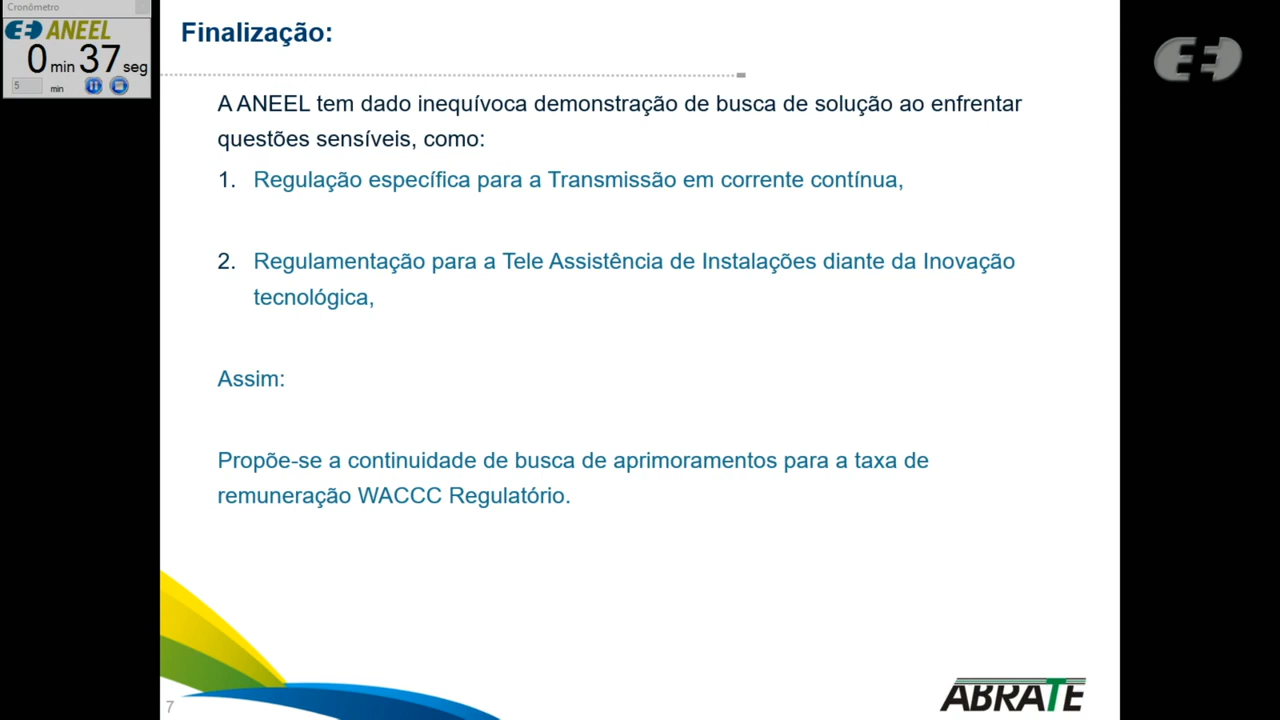 Cronômetro
ANEEL
0 min 37 seg
5 min
Finalização:
A ANEEL tem dado inequívoca demonstração de busca de solução ao enfrentar
questões sensíveis, como:
1. Regulação específica para a Transmissão em corrente contínua,
2. Regulamentação para a Tele Assistência de Instalações diante da Inovação
tecnológica,
Assim:
Propõe-se a continuidade de busca de aprimoramentos para a taxa de
remuneração WACCC Regulatório.
7
ABRATE